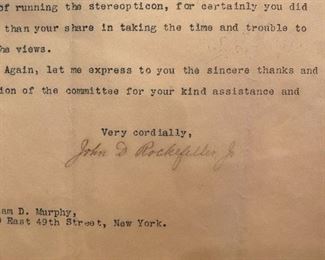 of running the stereopticon, for certainly you did
than your share in taking the time and trouble to
he views.
Again, let me express to you the sincere thanks and
tion of the committee for your kind assistance and
Very cordially,
John D Rockefeller Jr
am D. Murphy,
East 49th Street, New York.